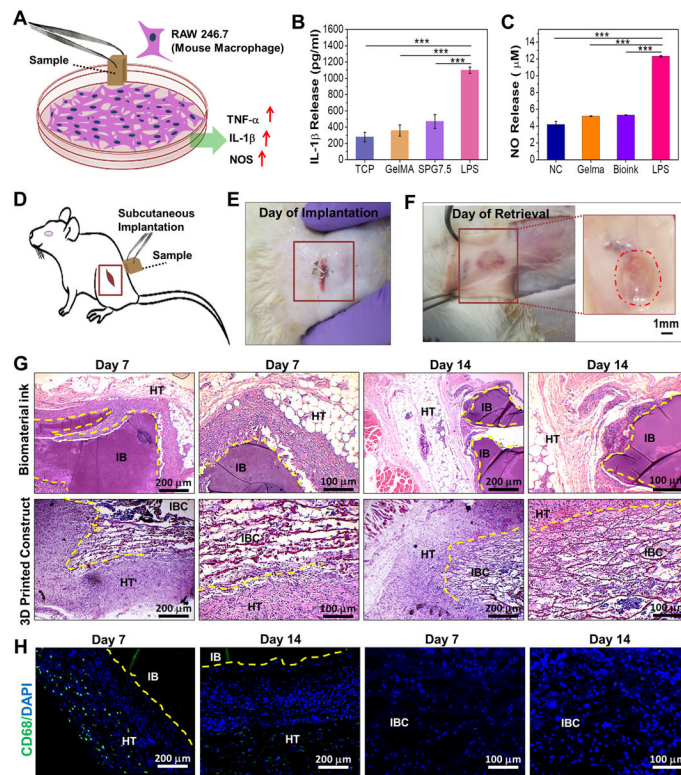 A
RAW 246.7
(Mouse Macrophage)
Sample
TNF-α
IL-1β
NOS
B
IL-1β Release (pg/ml)
1600
1400
1200
1000
800
600
400
200
0
***
***
***
TCP GelMA SPG7.5 LPS
C
NO Release ( μM)
16
14
12
10
8
6
4
2
0
***
***
***
NC Gelma Bioink LPS
D
Subcutaneous
Implantation
Sample
E
Day of Implantation
F
Day of Retrieval
1mm
G
Day 7 Day 7 Day 14 Day 14
Biomaterial ink
HT
IB
200 μm
HT
IB
100 μm
HT
IB
IB
200 μm
HT
IB
100 μm
3D Printed Construct
IBC
HT'
200 μm
IBC
HT
100 μm
HT
IBC
200 μm
HT
IBC
100 μm
H
Day 7 Day 14 Day 7 Day 14
CD68/DAPI
IB
HT
200 μm
IB
HT
200 μm
IBC
100 μm
IBC
100 μm